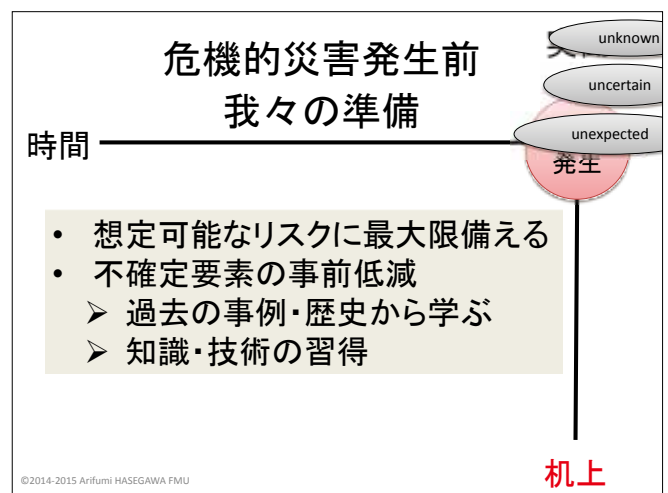 危機的災害発生前
我々の準備
unknown
uncertain
unexpected
時間
発生
• 想定可能なリスクに最大限備える
• 不確定要素の事前低減
➢ 過去の事例・歴史から学ぶ
➢ 知識・技術の習得
机上
©2014-2015 Arifumi HASEGAWA FMU